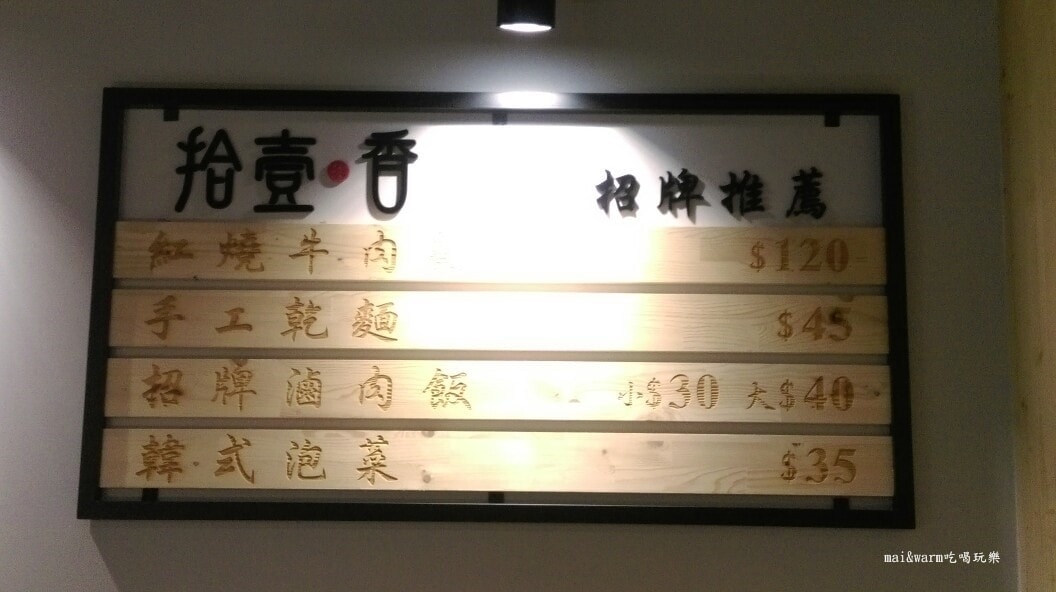 拾壹·香
招牌推薦
紅燒牛肉 $120
手工乾麵 $45
招牌滷肉飯 小$30 大$40
韓式泡菜 $35
mai&warm吃喝玩樂